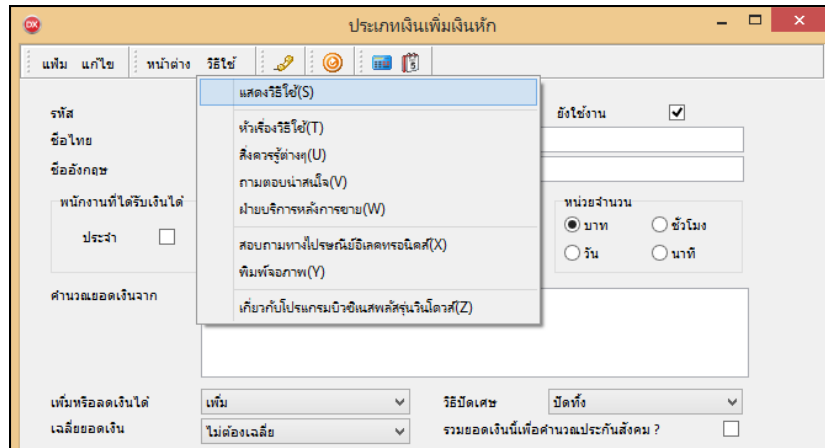 ประเภทเงินเพิ่มเงินหัก
แฟ้ม แก้ไข หน้าต่าง วิธีใช้
แสดงวิธีใช้(S)
หัวเรื่องวิธีใช้(T)
สิ่งควรรู้ต่างๆ(U)
ถามตอบน่าสนใจ(V)
ฝ่ายบริการหลังการขาย(W)
สอบถามทางไปรษณีย์อิเลคทรอนิคส์(X)
พิมพ์จอภาพ(Y)
เกี่ยวกับโปรแกรมบิวซิเนสพลัสรุ่นวินโดวส์(Z)
รหัส ยังใช้งาน
ชื่อไทย
ชื่ออังกฤษ
พนักงานที่ได้รับเงินได้ หน่วยจำนวน
ประจำ บาท ชั่วโมง
วัน นาที
คำนวณยอดเงินจาก
เพิ่มหรือลดเงินได้ เพิ่ม วิธีปัดเศษ ปัดทิ้ง
เฉลี่ยยอดเงิน ไม่ต้องเฉลี่ย รวมยอดเงินนี้เพื่อคำนวณประกันสังคม ?